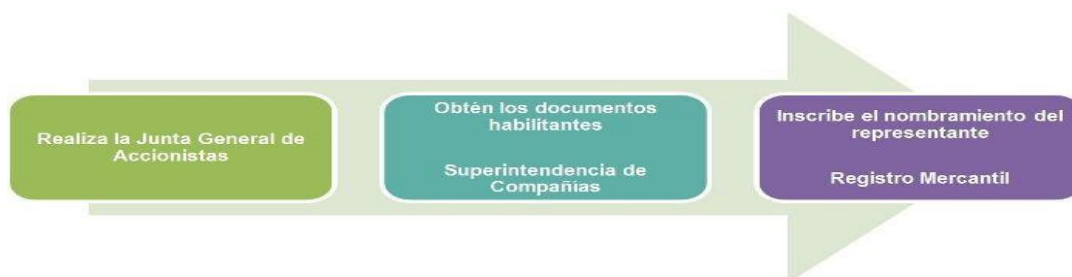 Realiza la Junta General de
Accionistas
Obtén los documentos
habilitantes
Superintendencia de
Compañías
Inscribe el nombramiento del
representante
Registro Mercantil